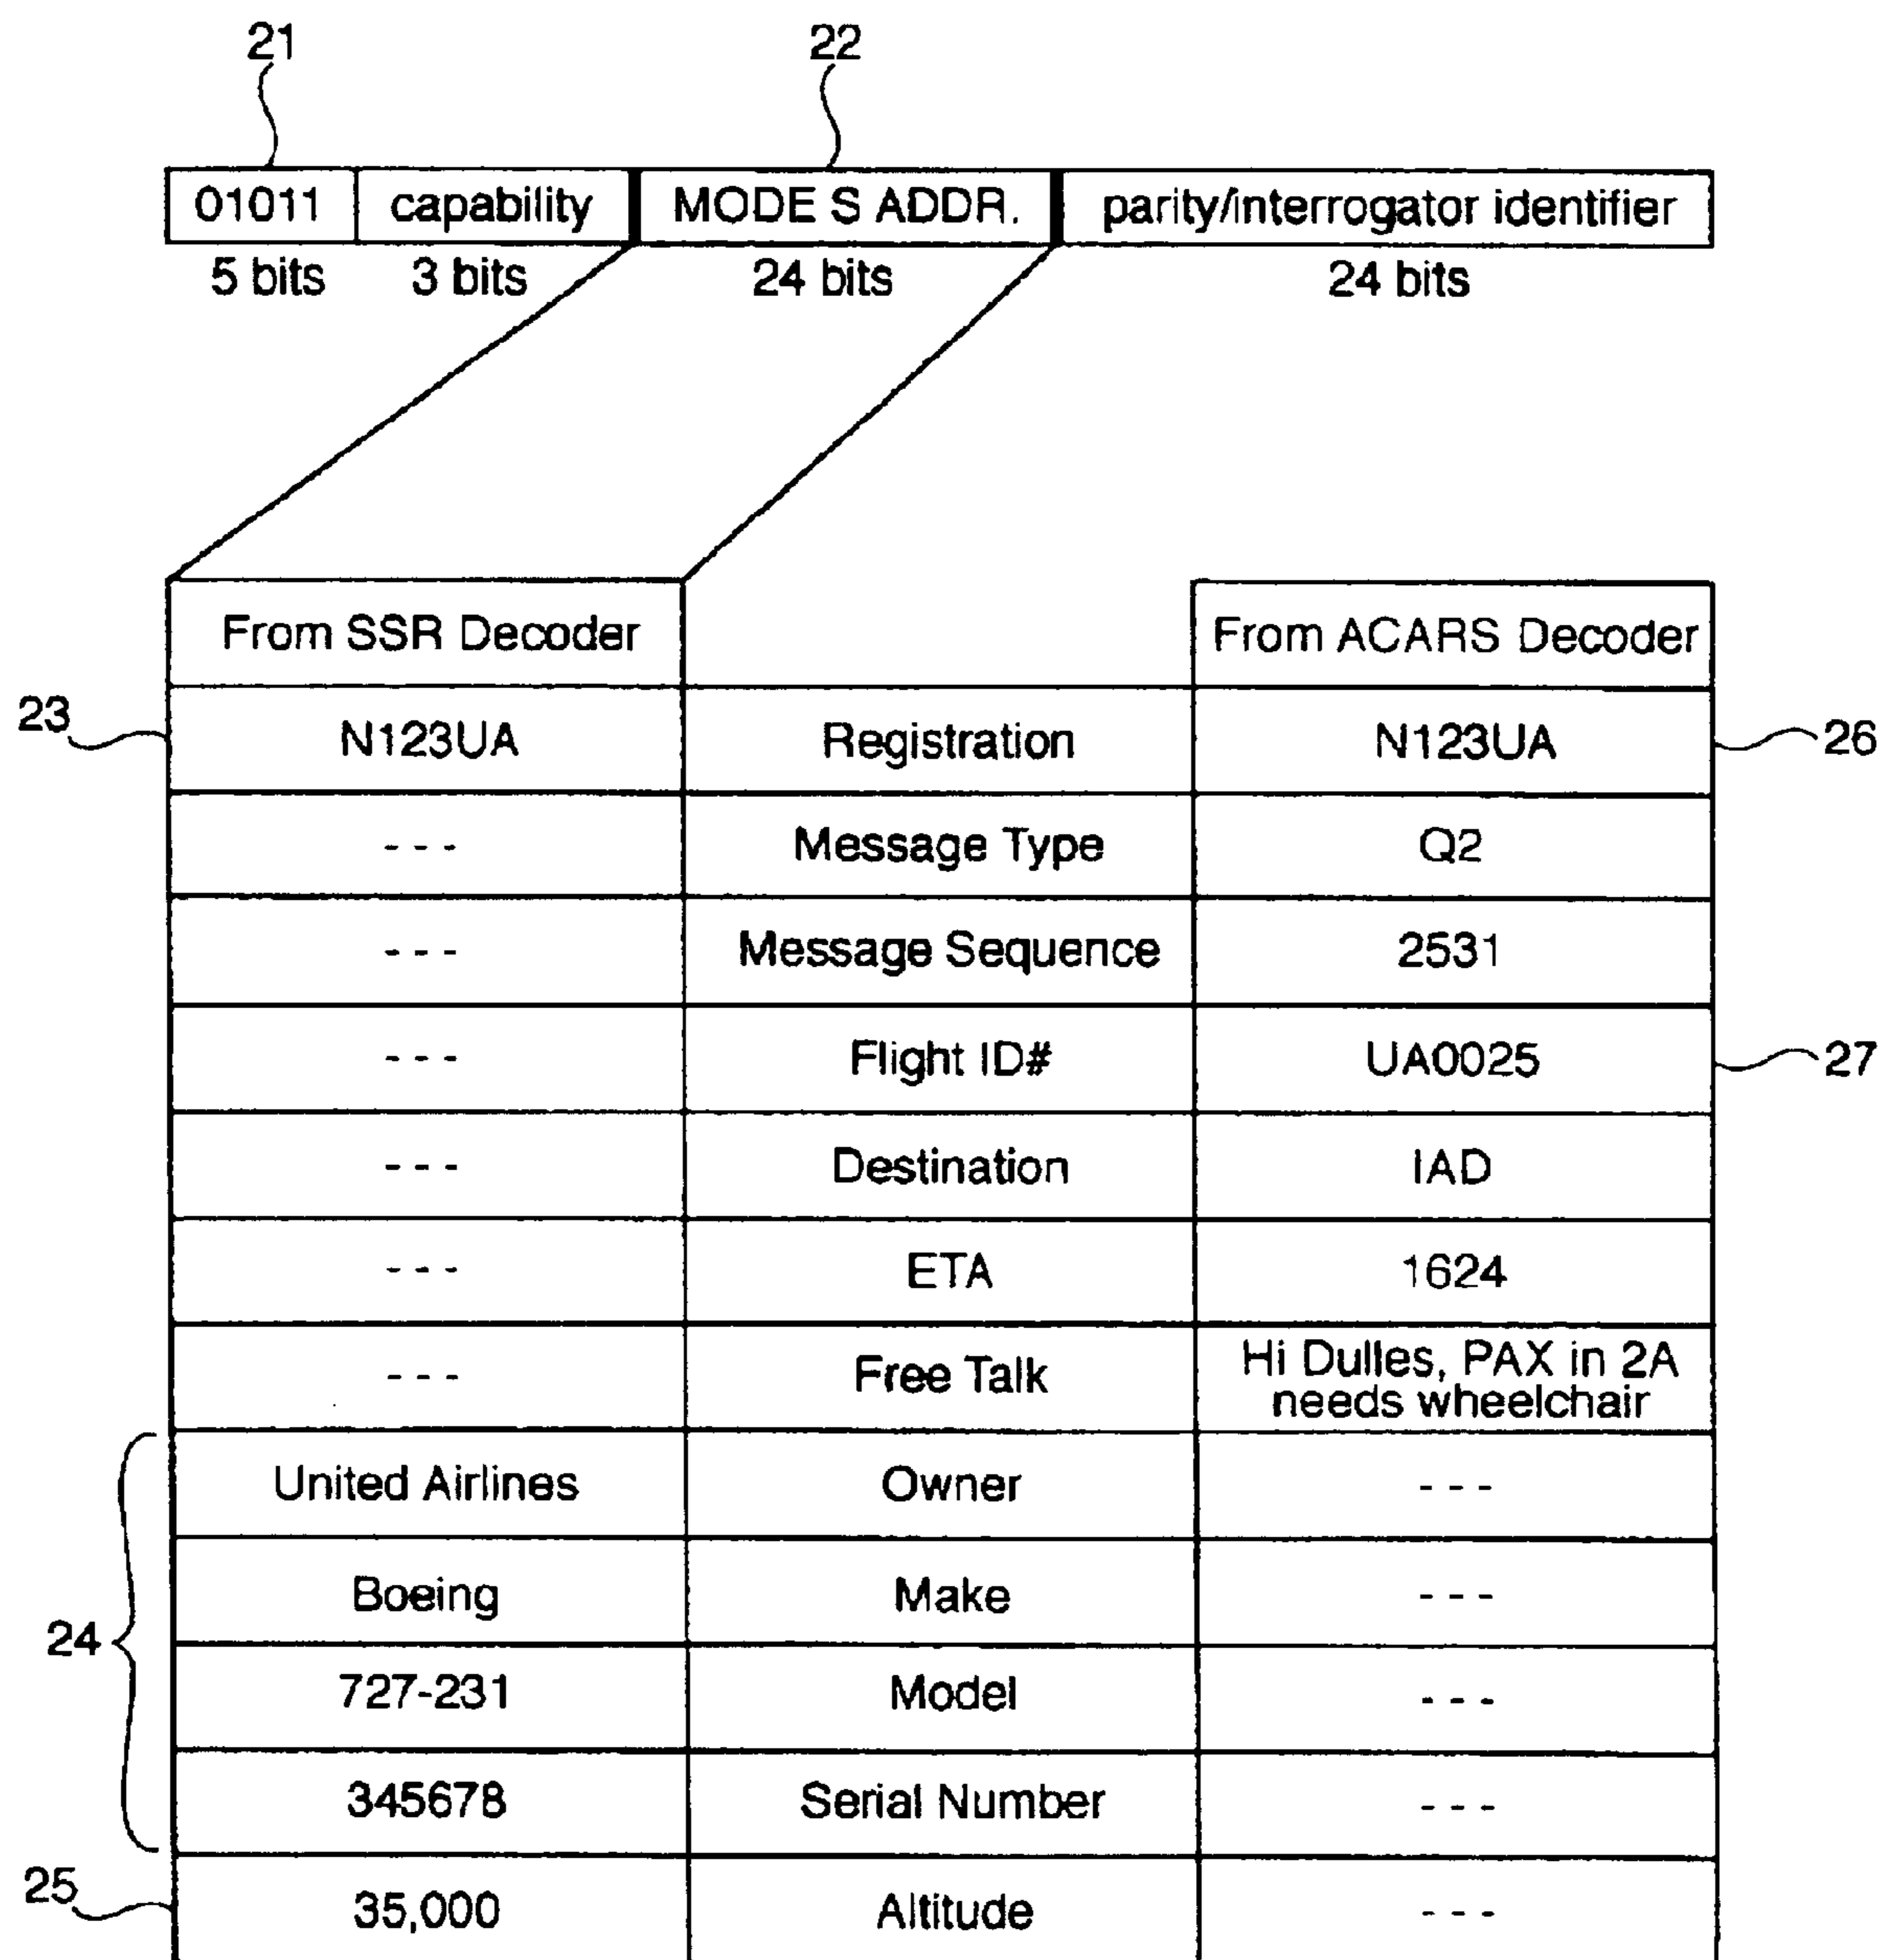 21 22
01011 capability MODE S ADDR. parity/interrogator identifier
5 bits 3 bits 24 bits 24 bits
From SSR Decoder From ACARS Decoder
23 N123UA Registration N123UA 26
--- Message Type Q2
--- Message Sequence 2531
--- Flight ID# UA0025 27
--- Destination IAD
--- ETA 1624
--- Free Talk Hi Dulles, PAX in 2A
needs wheelchair
United Airlines Owner ---
Boeing Make ---
24
727-231 Model ---
345678 Serial Number ---
25 35,000 Altitude ---